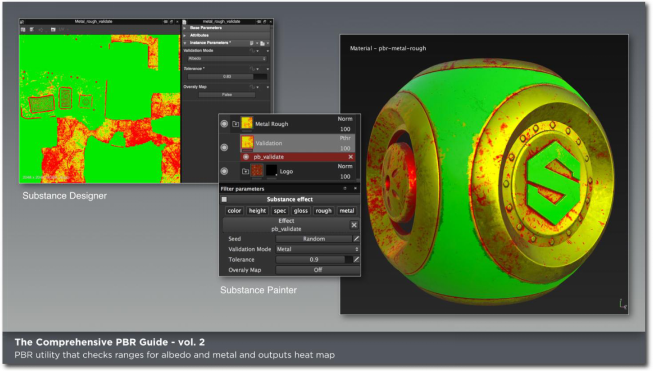 Metal_rough_validate
metal_rough_validate
Base Parameters
Attributes
Instance Parameters *
Validation Mode
Albedo
Tolerance *
0.93
Overaly Map
False
Substance Designer
Metal Rough
Norm
100
Validation
Pthr
100
pb_validate
Logo
Norm
100
Filter parameters
Substance effect
color height spec gloss rough metal
Effect
pb_validate
Seed Random
Validation Mode Metal
Tolerance 0.9
Overaly Map Off
Substance Painter
Material - pbr-metal-rough
The Comprehensive PBR Guide - vol. 2
PBR utility that checks ranges for albedo and metal and outputs heat map